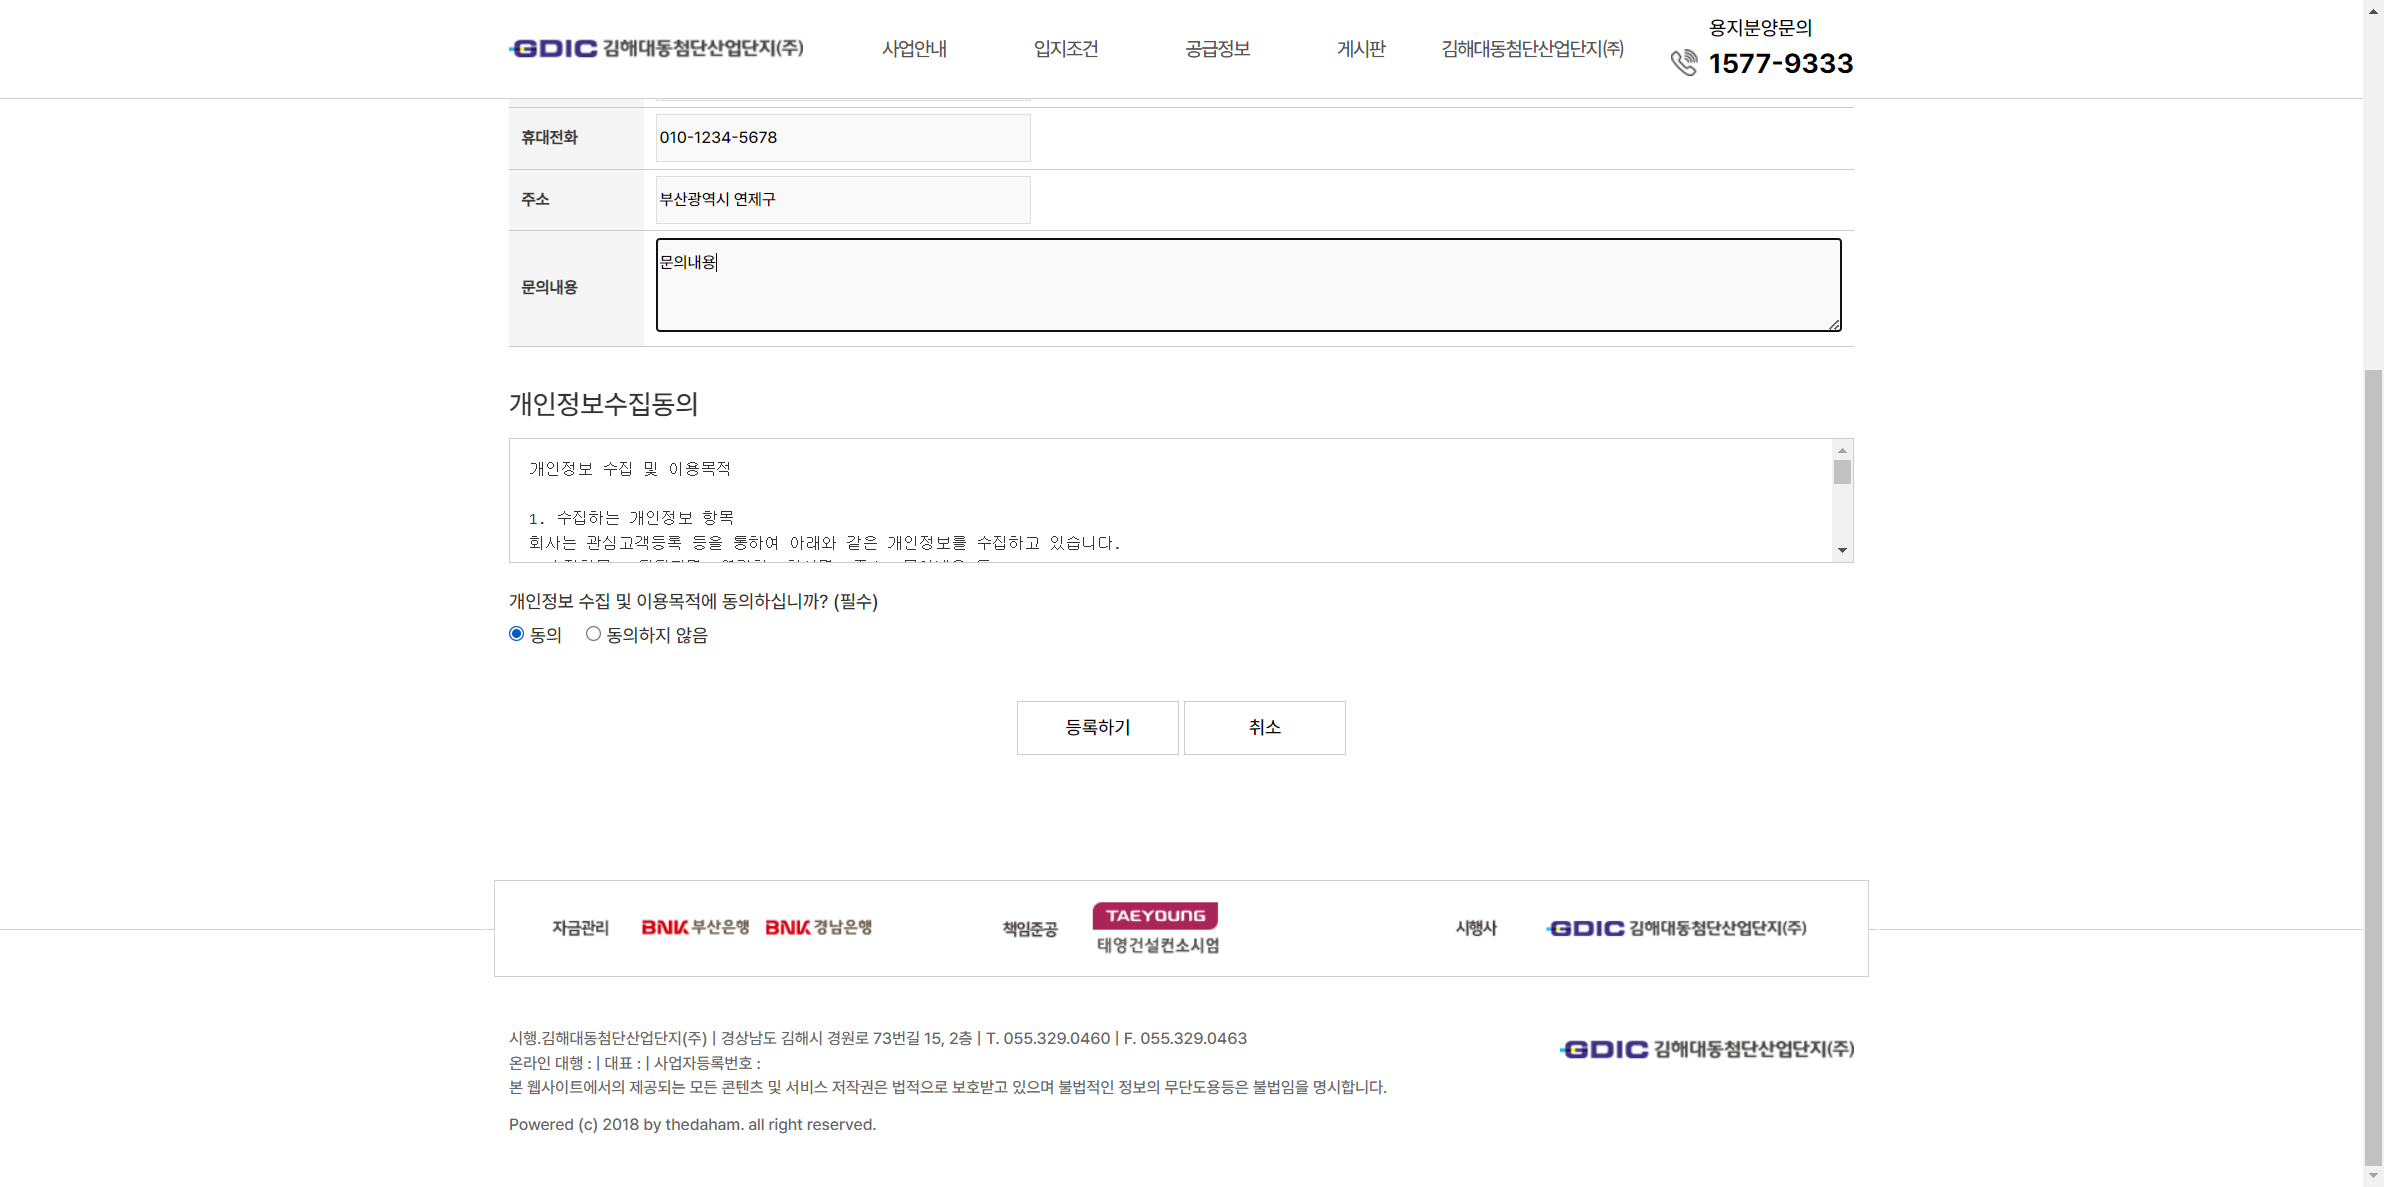 GDIC 김해대동첨단산업단지(주)
사업안내
입지조건
공급정보
게시판
김해대동첨단산업단지㈜
용지분양문의
1577-9333
휴대전화
010-1234-5678
주소
부산광역시 연제구
문의내용
문의내용
개인정보수집동의
개인정보 수집 및 이용목적
1. 수집하는 개인정보 항목
회사는 관심고객등록 등을 통하여 아래와 같은 개인정보를 수집하고 있습니다.
개인정보 수집 및 이용목적에 동의하십니까? (필수)
동의
동의하지 않음
등록하기
취소
자금관리
BNK 부산은행
BNK 경남은행
책임준공
TAEYOUNG
태영건설컨소시엄
시행사
GDIC 김해대동첨단산업단지(주)
시행.김해대동첨단산업단지(주) | 경상남도 김해시 경원로 73번길 15, 2층 | T. 055.329.0460 | F. 055.329.0463
온라인 대행 : | 대표 : | 사업자등록번호 :
본 웹사이트에서의 제공되는 모든 콘텐츠 및 서비스 저작권은 법적으로 보호받고 있으며 불법적인 정보의 무단도용등은 불법임을 명시합니다.
Powered (c) 2018 by thedaham. all right reserved.
GDIC 김해대동첨단산업단지(주)